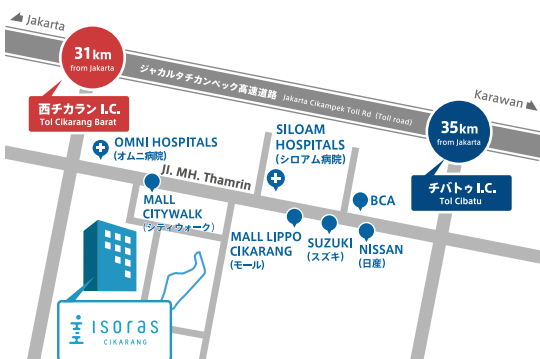 Jakarta
31km
from Jakarta
西チカラン I.C.
Tol Cikarang Barat
ジャカルタチカンペック高速道路 Jakarta Cikampek Toll Rd (Toll road)
Karawan
35km
from Jakarta
チバトゥ I.C.
Tol Cibatu
OMNI HOSPITALS
(オムニ病院)
SILOAM
HOSPITALS
(シロアム病院)
Jl. MH. Thamrin
MALL
CITYWALK
(シティウォーク)
BCA
MALL LIPPO
CIKARANG
(モール)
SUZUKI
(スズキ)
NISSAN
(日産)
isoras
CIKARANG